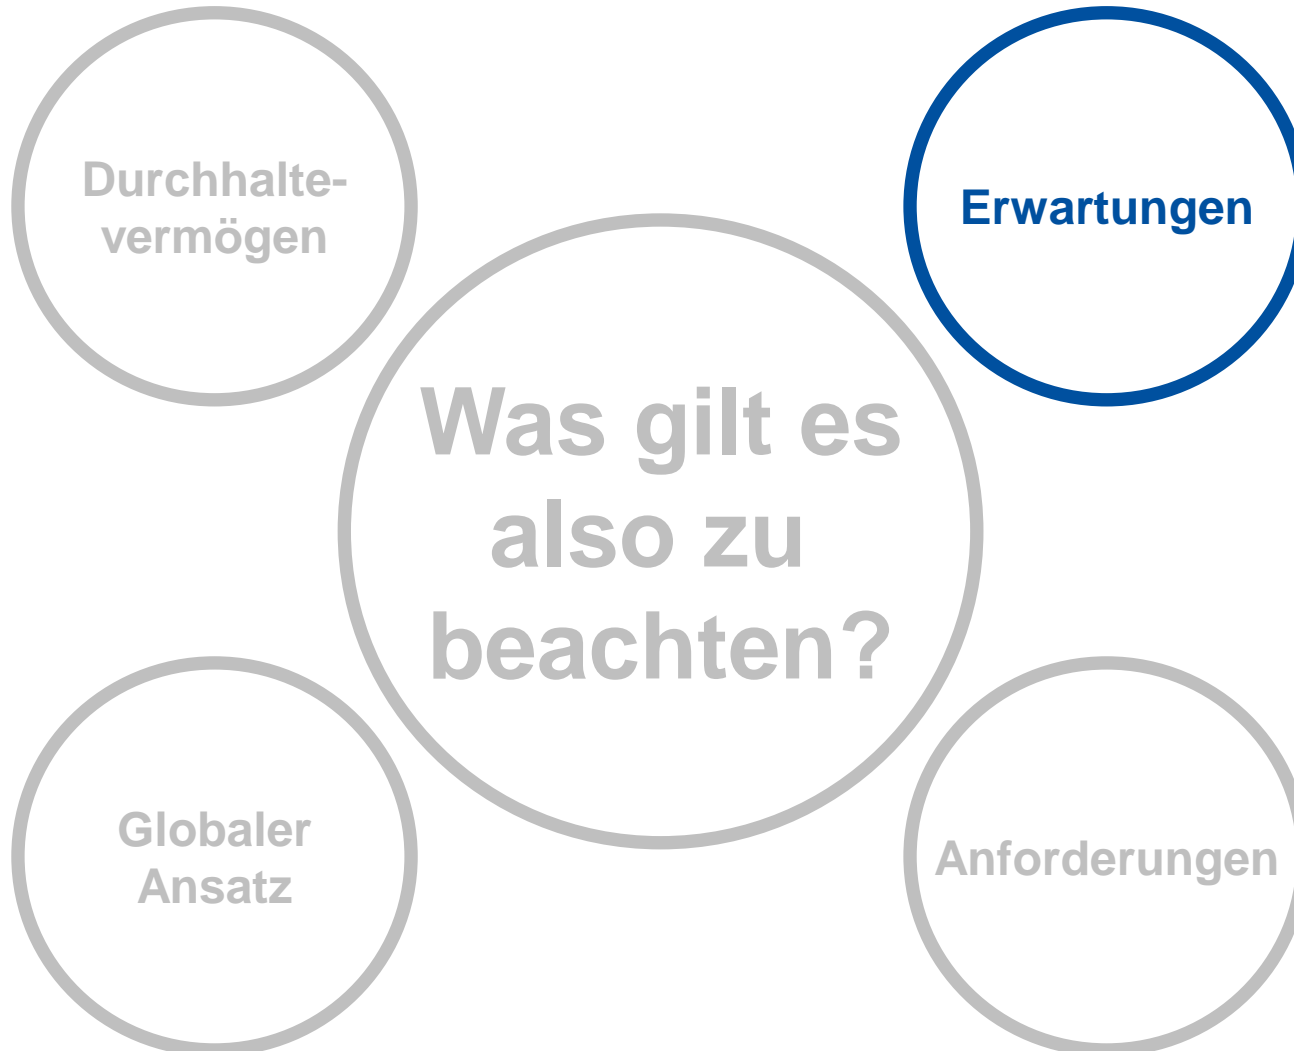 Durchhalte-
vermögen
Erwartungen
Was gilt es
also zu
beachten?
Globaler
Ansatz
Anforderungen